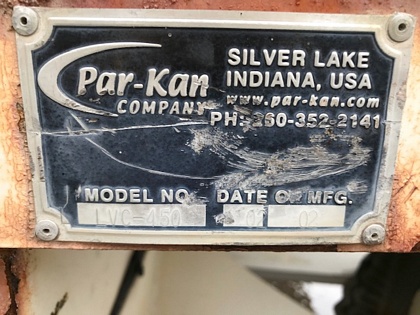 Par-Kan
COMPANY
SILVER LAKE
INDIANA, USA
www.par-kan.com
PH: 260-352-2141
MODEL NO. DATE OF MFG.
LVC-450 10 02